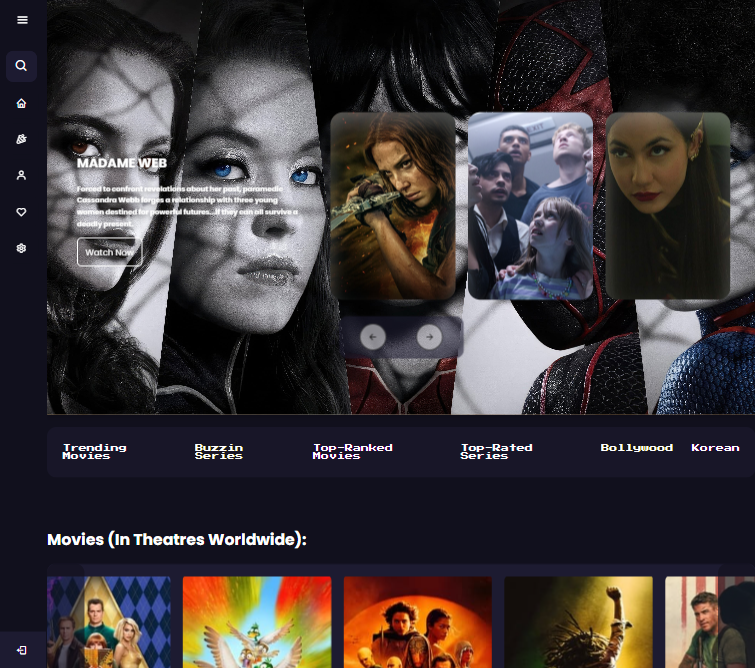 MADAME WEB
Forced to confront revelations about her past, paramedic
Cassandra Webb forges a relationship with three young
women destined for powerful futures...if they can all survive a
deadly present.
Watch Now
Trending
Movies
Buzzin
Series
Top-Ranked
Movies
Top-Rated
Series
Bollywood
Korean
Movies (In Theatres Worldwide):